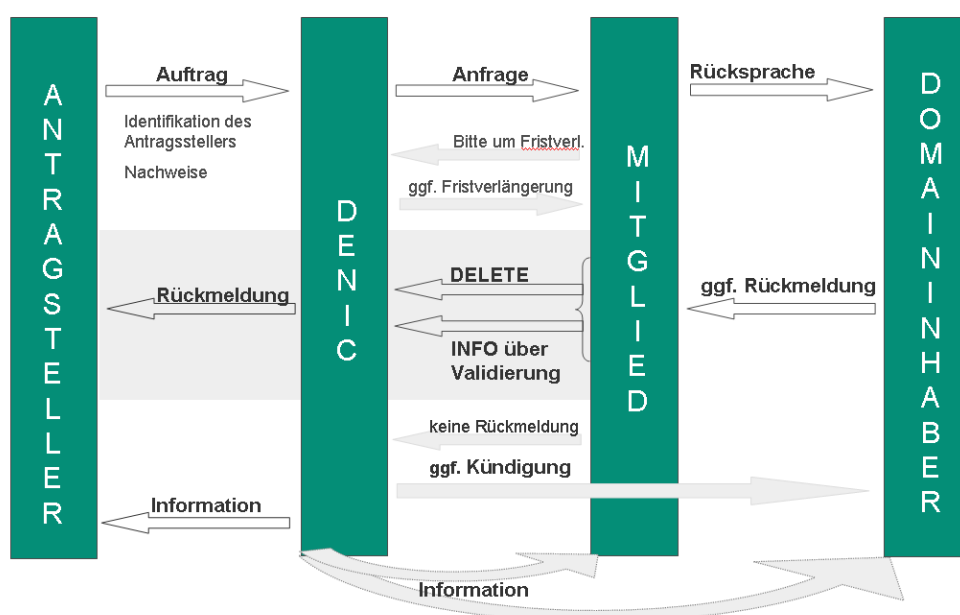 ANTRAGSTELLER
DENIC
MITGLIED
DOMAININHABER
Auftrag
Identifikation des
Antragsstellers
Nachweise
Anfrage
Rücksprache
Bitte um Fristverl.
ggf. Fristverlängerung
Rückmeldung
DELETE
INFO über
Validierung
ggf. Rückmeldung
keine Rückmeldung
ggf. Kündigung
Information
Information